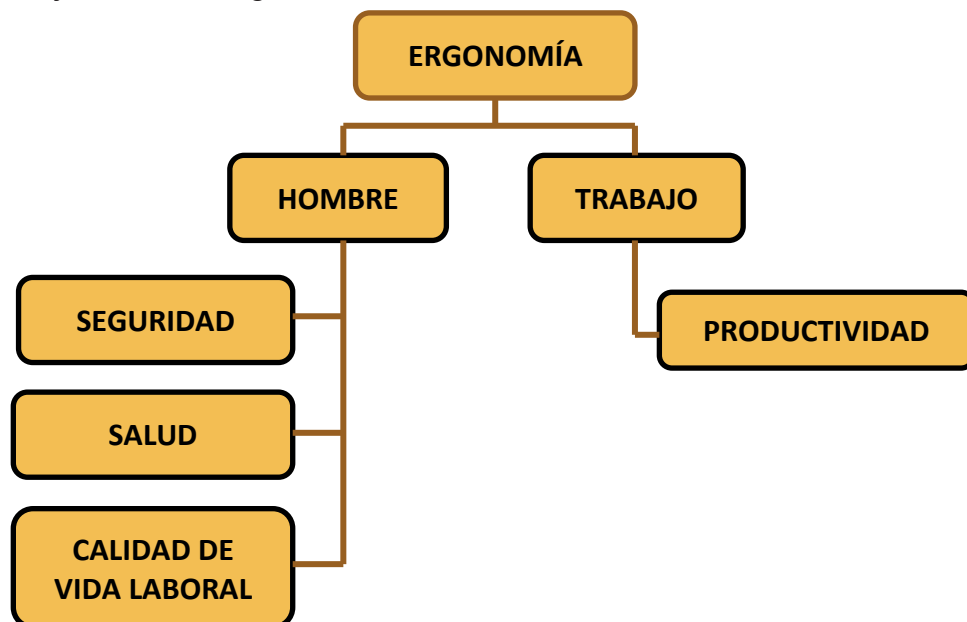 ERGONOMÍA
HOMBRE
TRABAJO
SEGURIDAD
PRODUCTIVIDAD
SALUD
CALIDAD DE
VIDA LABORAL